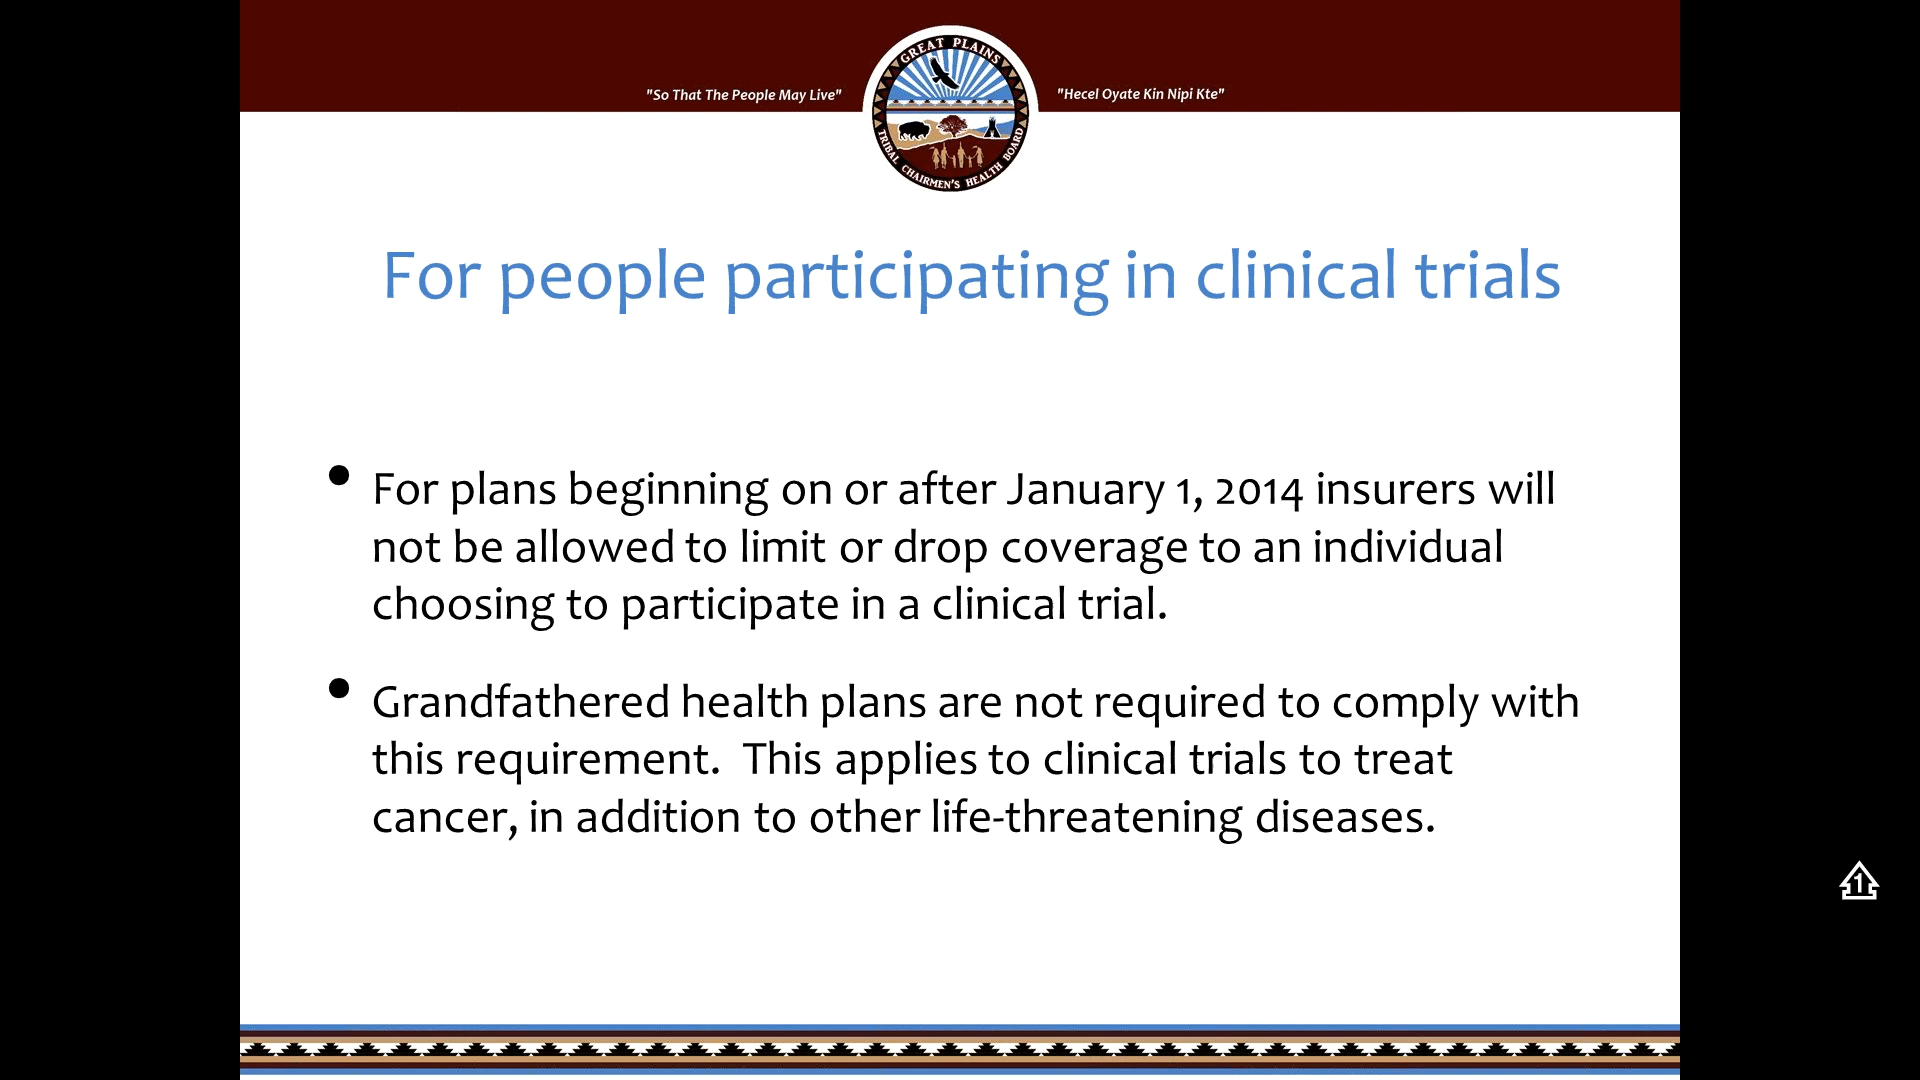 "So That The People May Live"
"Hecel Oyate Kin Nipi Kte"
GREAT PLAINS
TRIBAL CHAIRMEN'S HEALTH BOARD
For people participating in clinical trials
• For plans beginning on or after January 1, 2014 insurers will
not be allowed to limit or drop coverage to an individual
choosing to participate in a clinical trial.
• Grandfathered health plans are not required to comply with
this requirement.  This applies to clinical trials to treat
cancer, in addition to other life-threatening diseases.
1